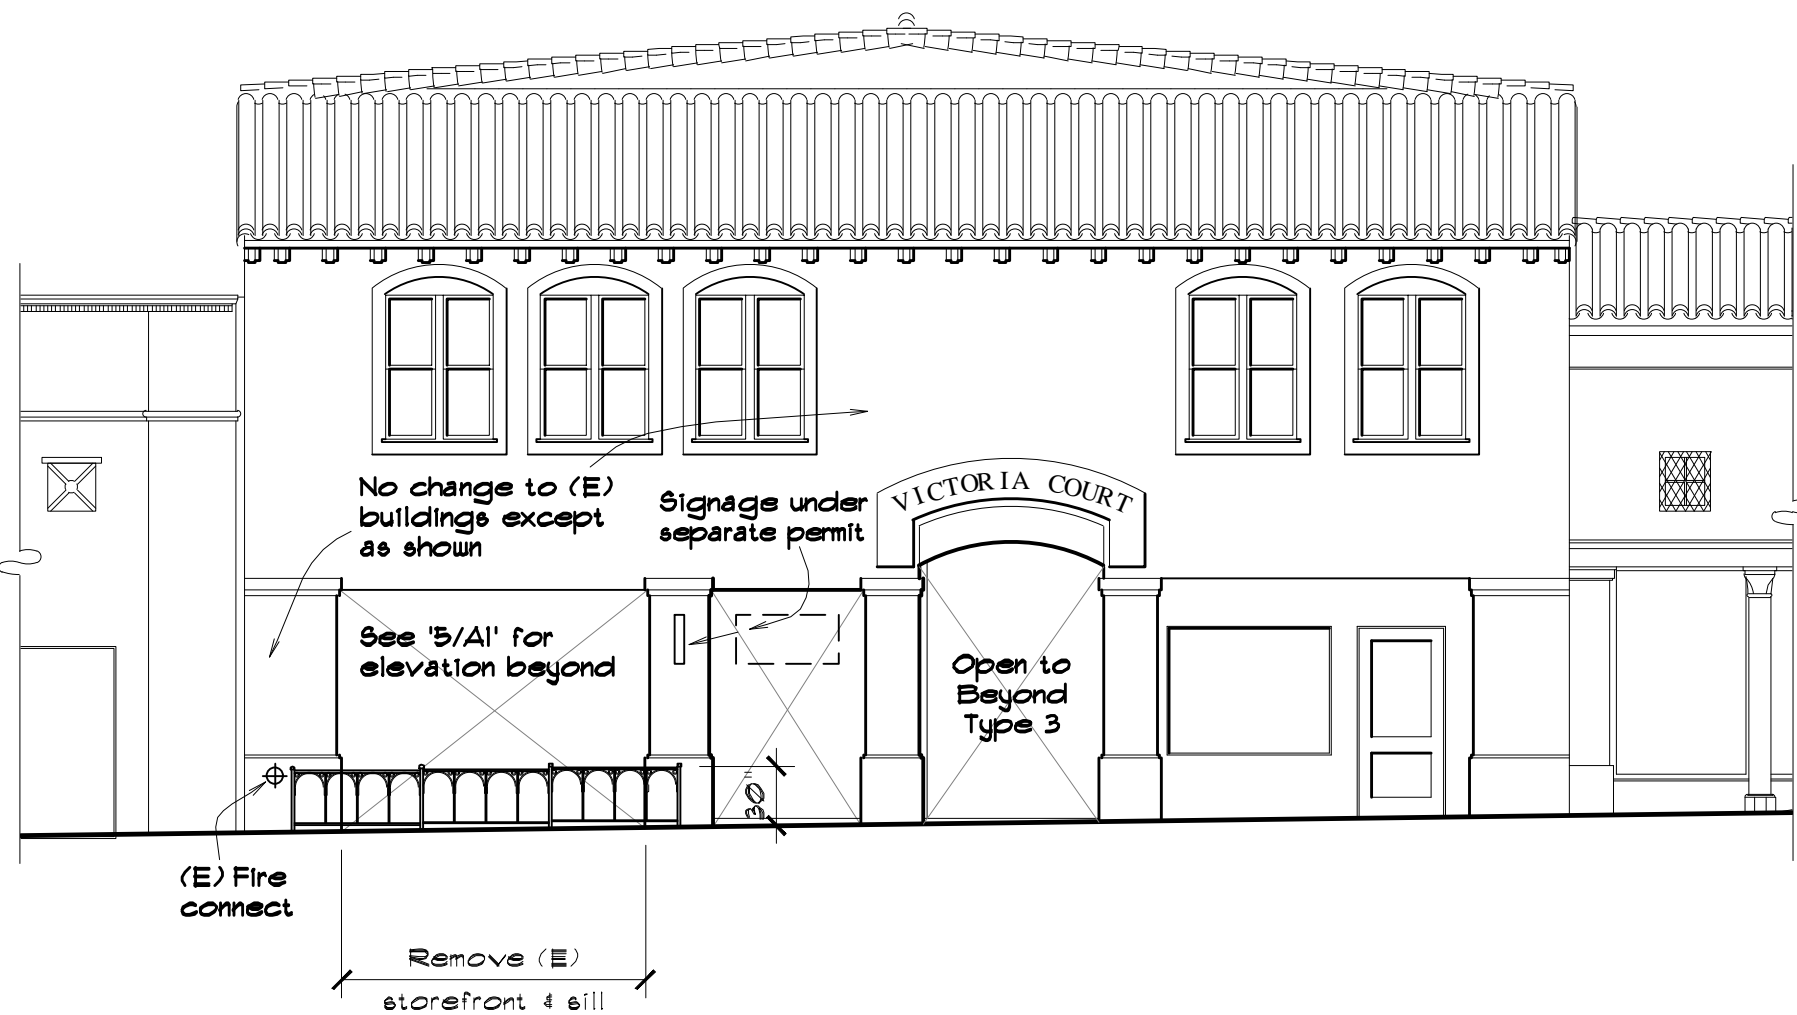 No change to (E)
buildings except
as shown
Signage under
separate permit
VICTORIA COURT
See '5/A1' for
elevation beyond
Open to
Beyond
Type 3
30"
(E) Fire
connect
Remove (E)
storefront & sill